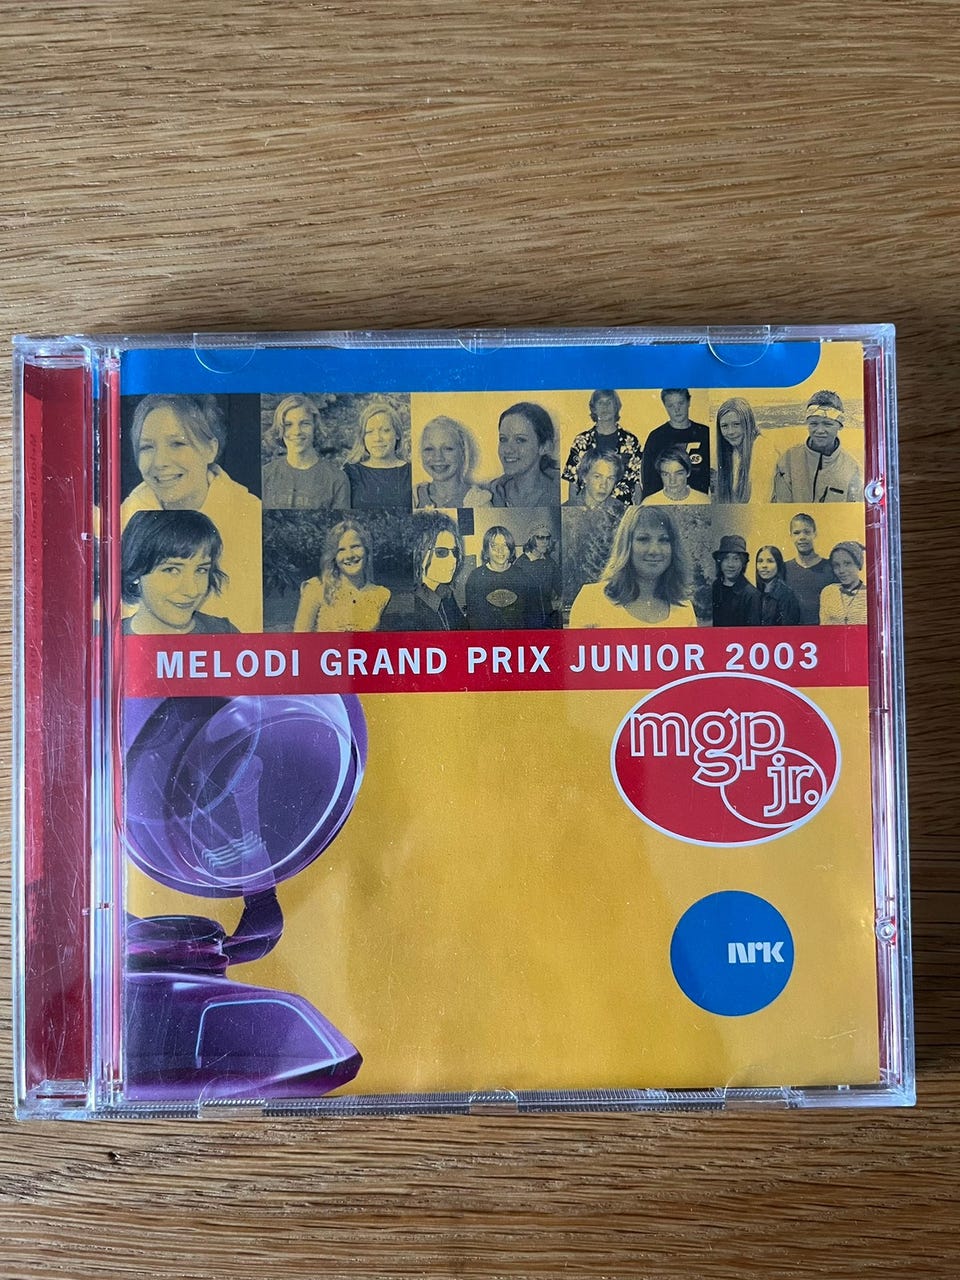 MELODI GRAND PRIX JUNIOR 2003
mgp
jr.
NRK